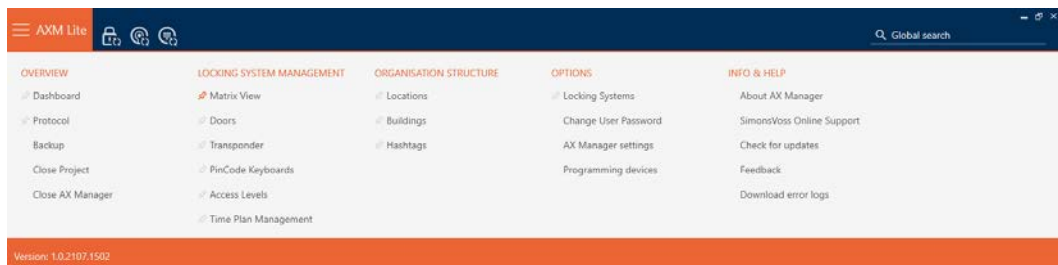 AXM Lite
Global search
OVERVIEW
Dashboard
Protocol
Backup
Close Project
Close AX Manager
LOCKING SYSTEM MANAGEMENT
Matrix View
Doors
Transponder
PinCode Keyboards
Access Levels
Time Plan Management
ORGANISATION STRUCTURE
Locations
Buildings
Hashtags
OPTIONS
Locking Systems
Change User Password
AX Manager settings
Programming devices
INFO & HELP
About AX Manager
SimonsVoss Online Support
Check for updates
Feedback
Download error logs
Version: 1.0.2107.1502